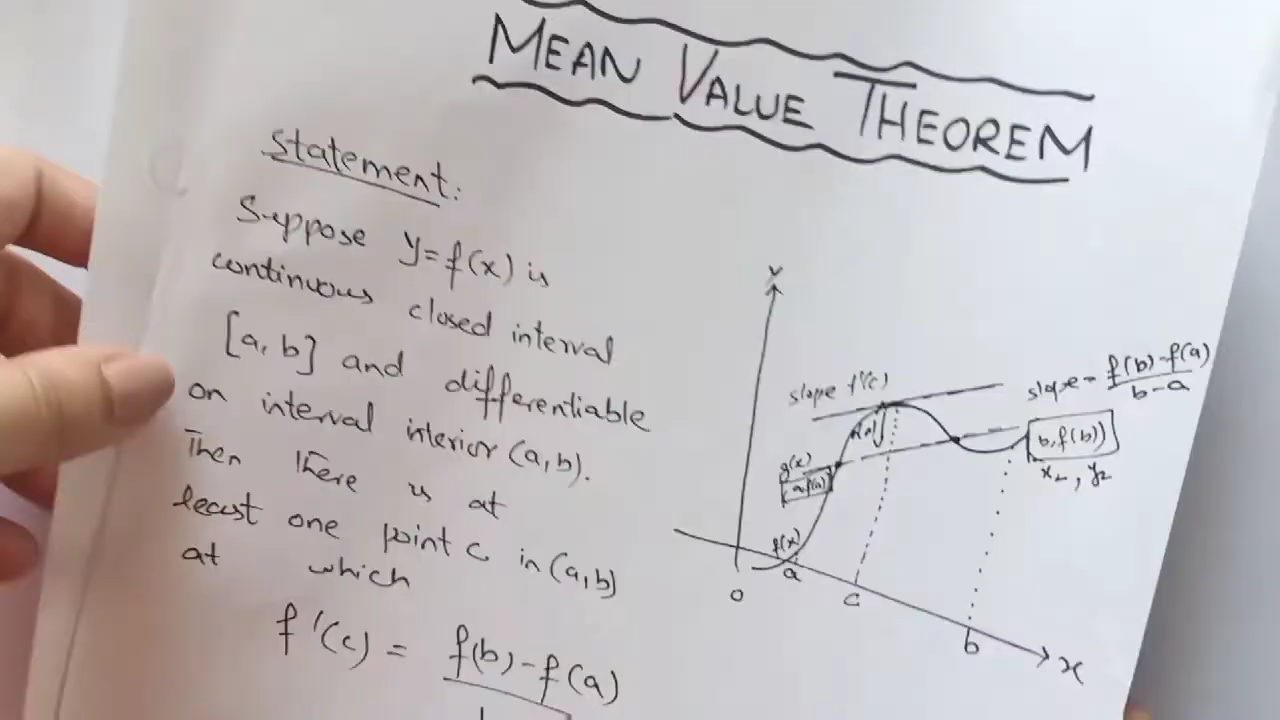 MEAN VALUE THEOREM
Statement:
Suppose y=f(x) is
continuous closed interval
[a, b] and differentiable
on interval interior (a, b).
Then there is at
least one point c in (a, b)
at which
f'(c) = f(b)-f(a)
y
slope f'(c)
slope = f(b)-f(a)
b-a
b, f(b))
x₂, y₂
g(x)
a, f(a)
f(x)
o
a
c
b
x